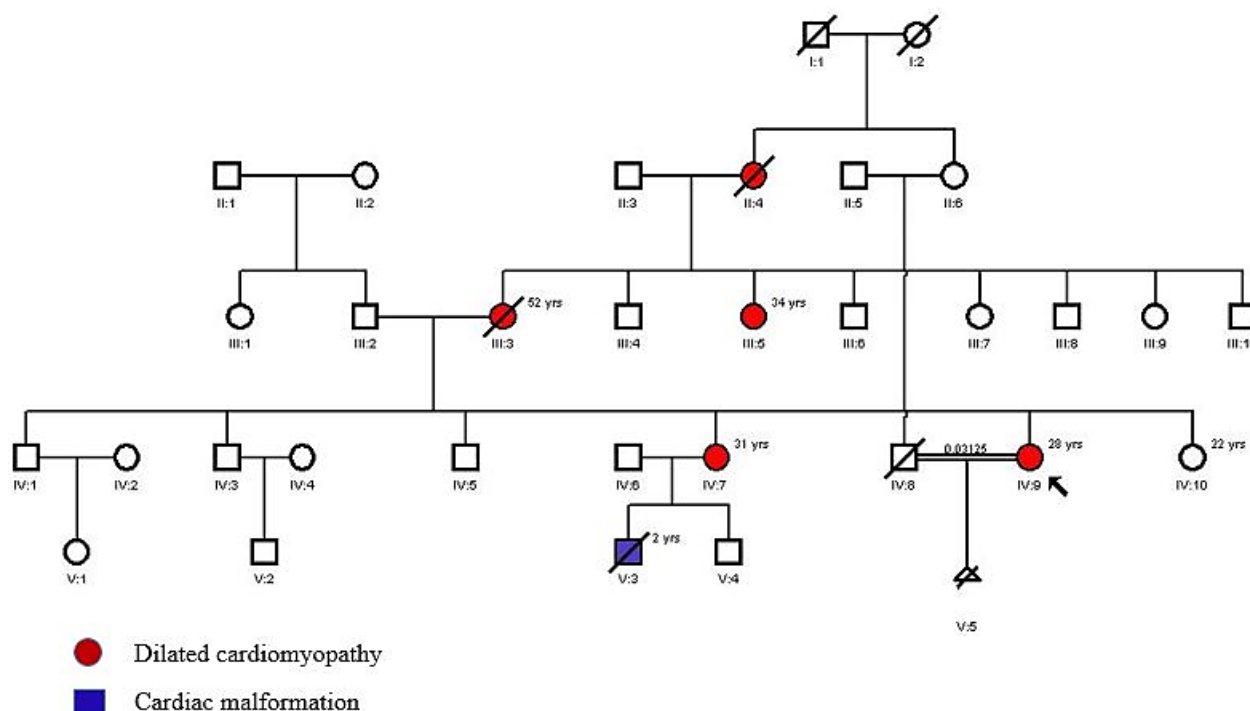 I:1 I:2
II:1 II:2 II:3 II:4 II:5 II:6
52 yrs 34 yrs
III:1 III:2 III:3 III:4 III:5 III:6 III:7 III:8 III:9 III:1
31 yrs 0.03125 28 yrs 22 yrs
IV:1 IV:2 IV:3 IV:4 IV:5 IV:6 IV:7 IV:8 IV:9 IV:10
2 yrs
V:1 V:2 V:3 V:4
V:5
Dilated cardiomyopathy
Cardiac malformation